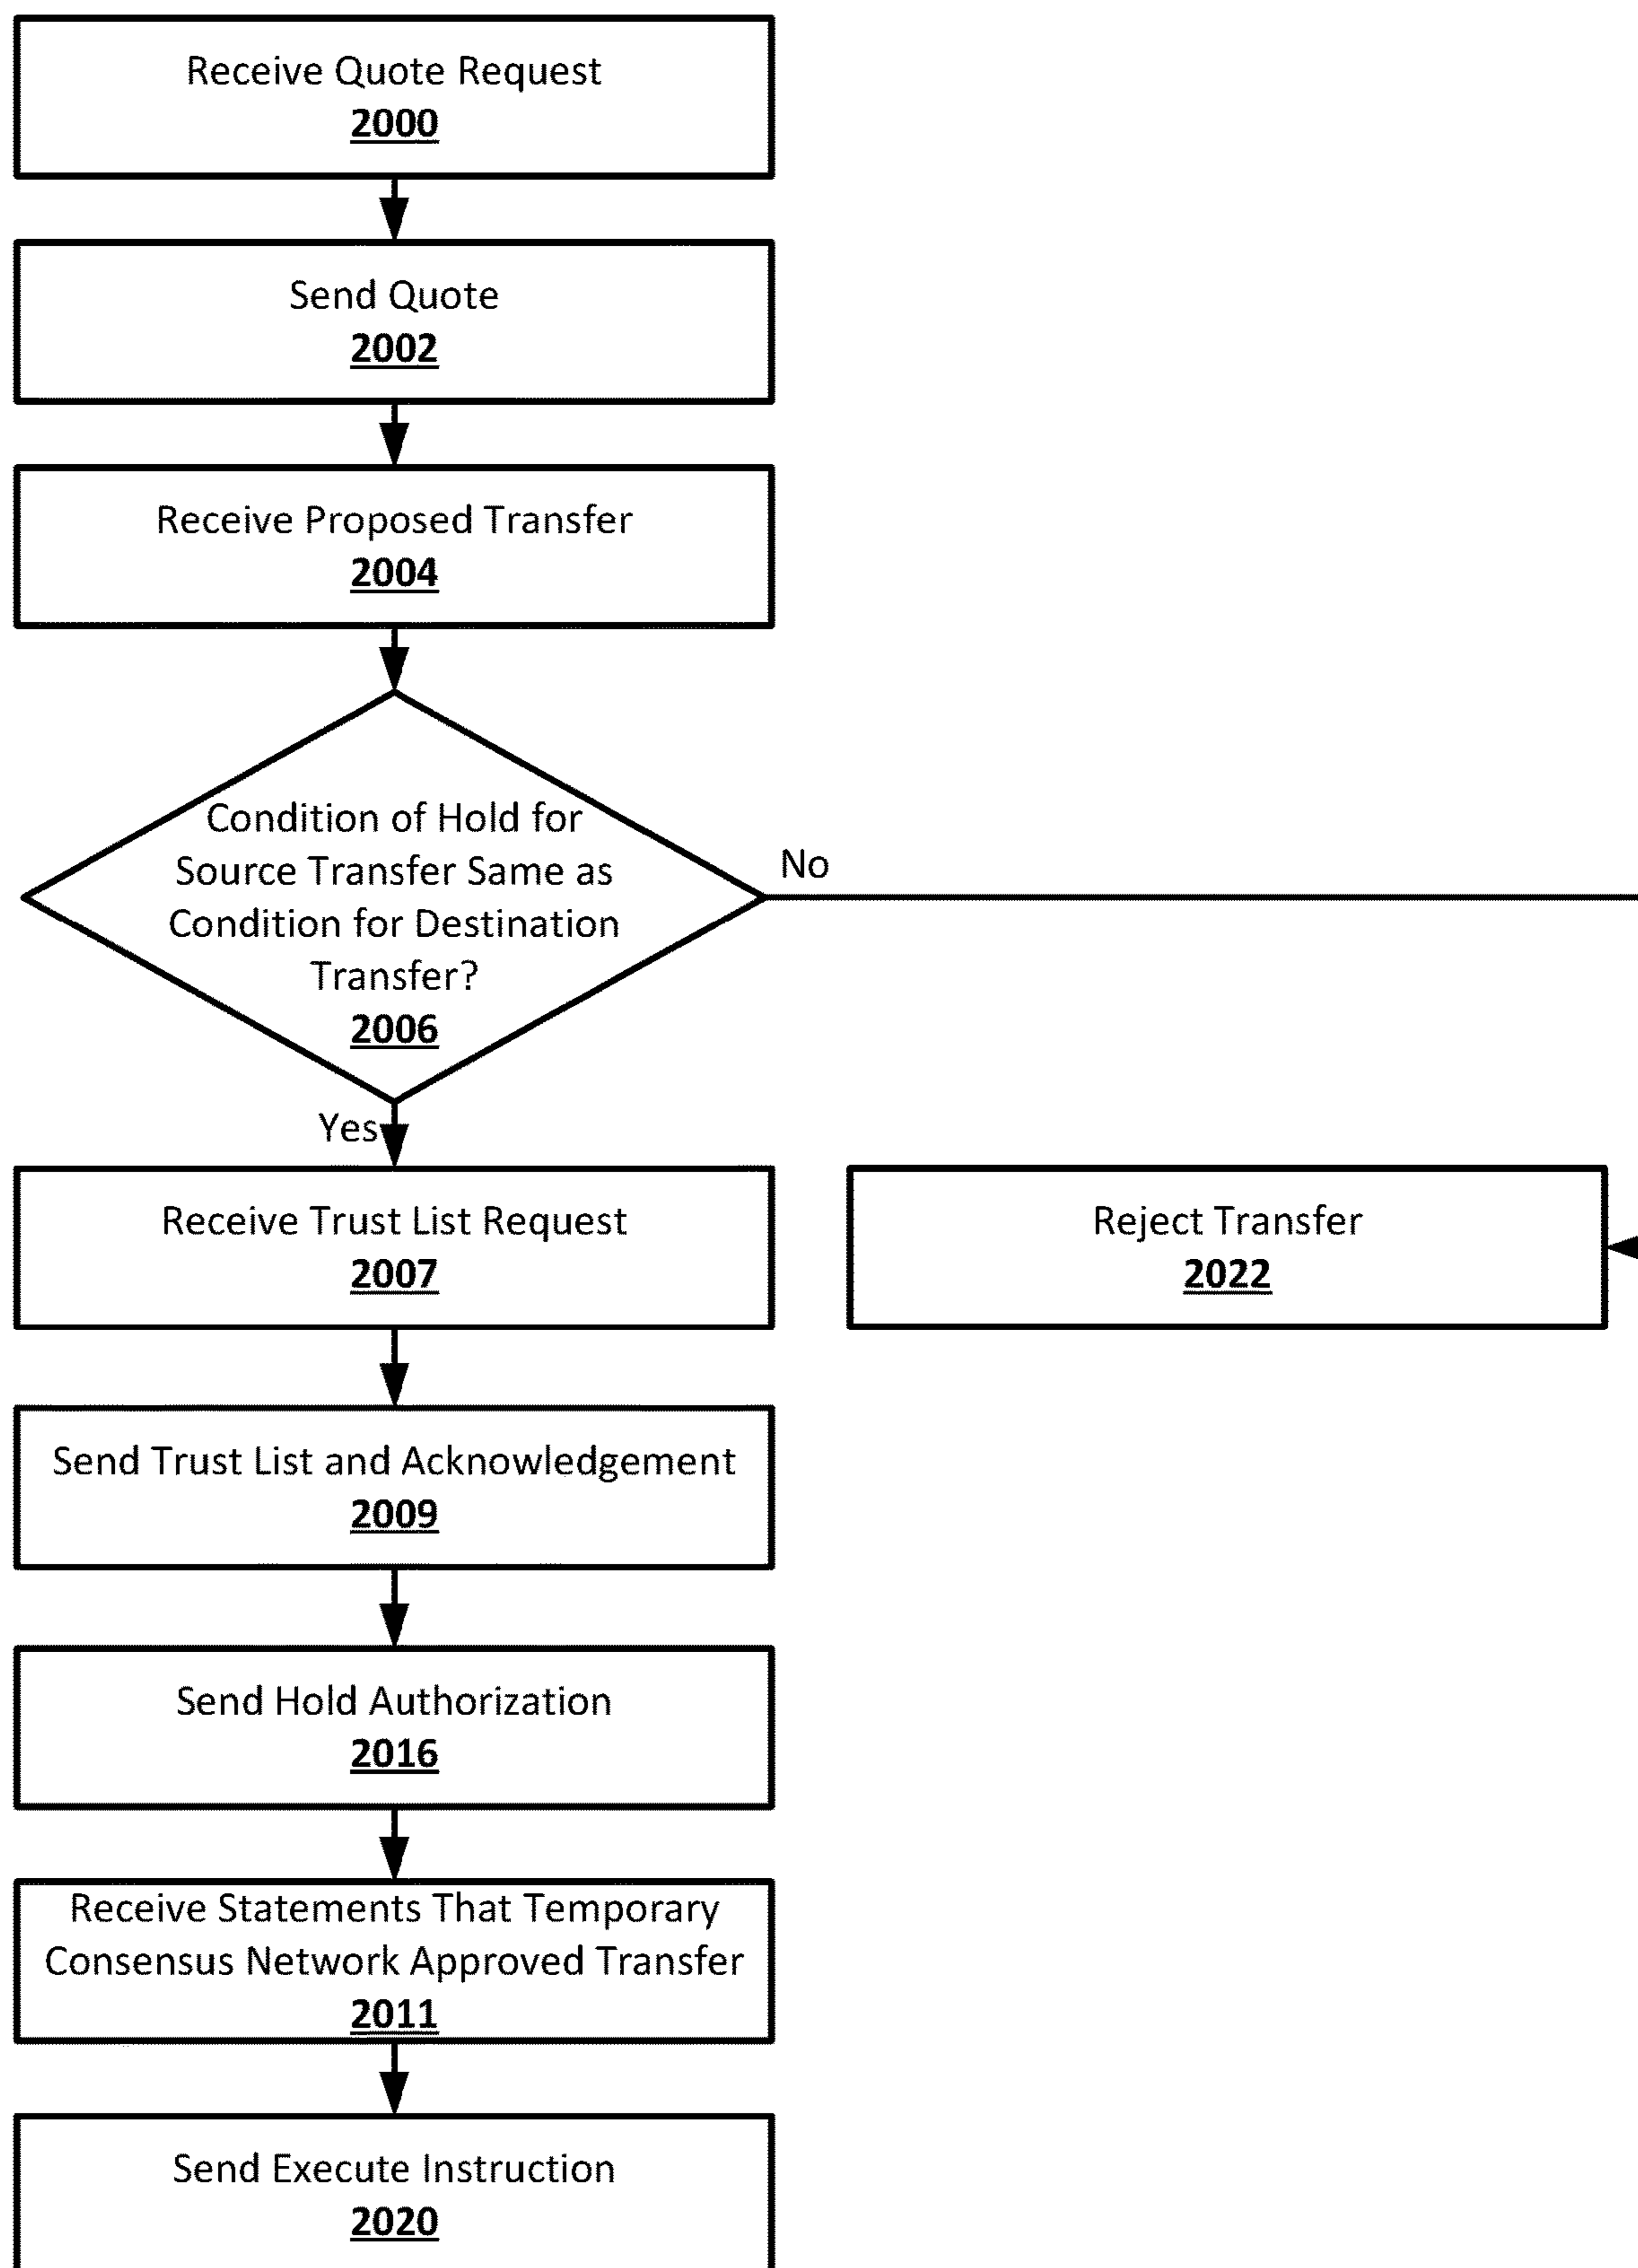 Receive Quote Request
2000
Send Quote
2002
Receive Proposed Transfer
2004
Condition of Hold for
Source Transfer Same as
Condition for Destination
Transfer?
2006
No
Yes
Receive Trust List Request
2007
Reject Transfer
2022
Send Trust List and Acknowledgement
2009
Send Hold Authorization
2016
Receive Statements That Temporary
Consensus Network Approved Transfer
2011
Send Execute Instruction
2020